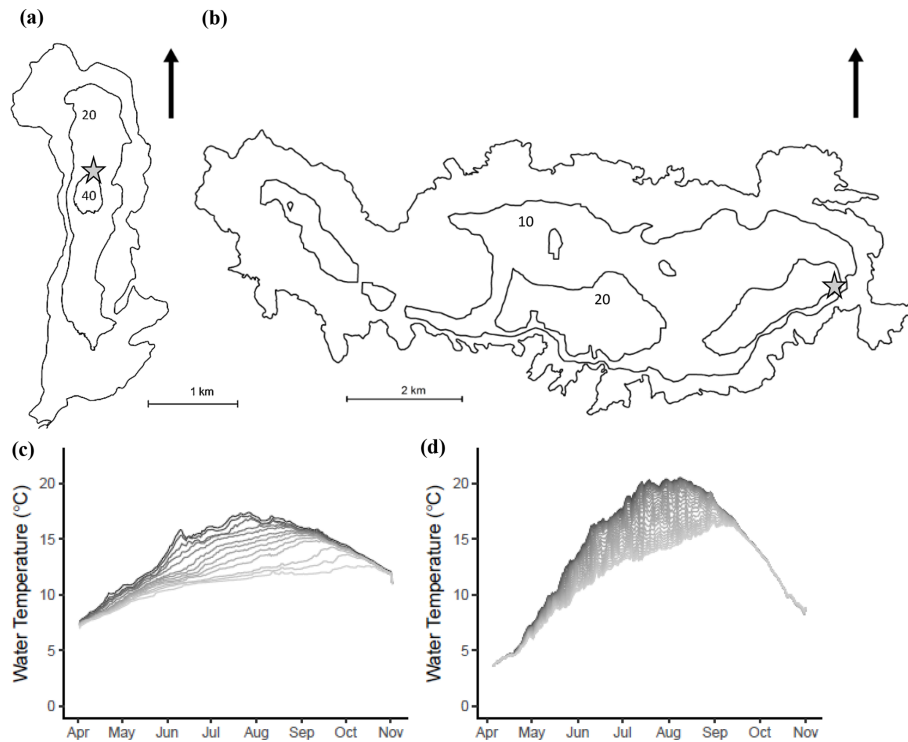 (a)
(b)
20
40
10
20
1 km
2 km
(c)
(d)
Water Temperature (°C)
20
15
10
5
0
Apr May Jun Jul Aug Sep Oct Nov
Water Temperature (°C)
20
15
10
5
0
Apr May Jun Jul Aug Sep Oct Nov